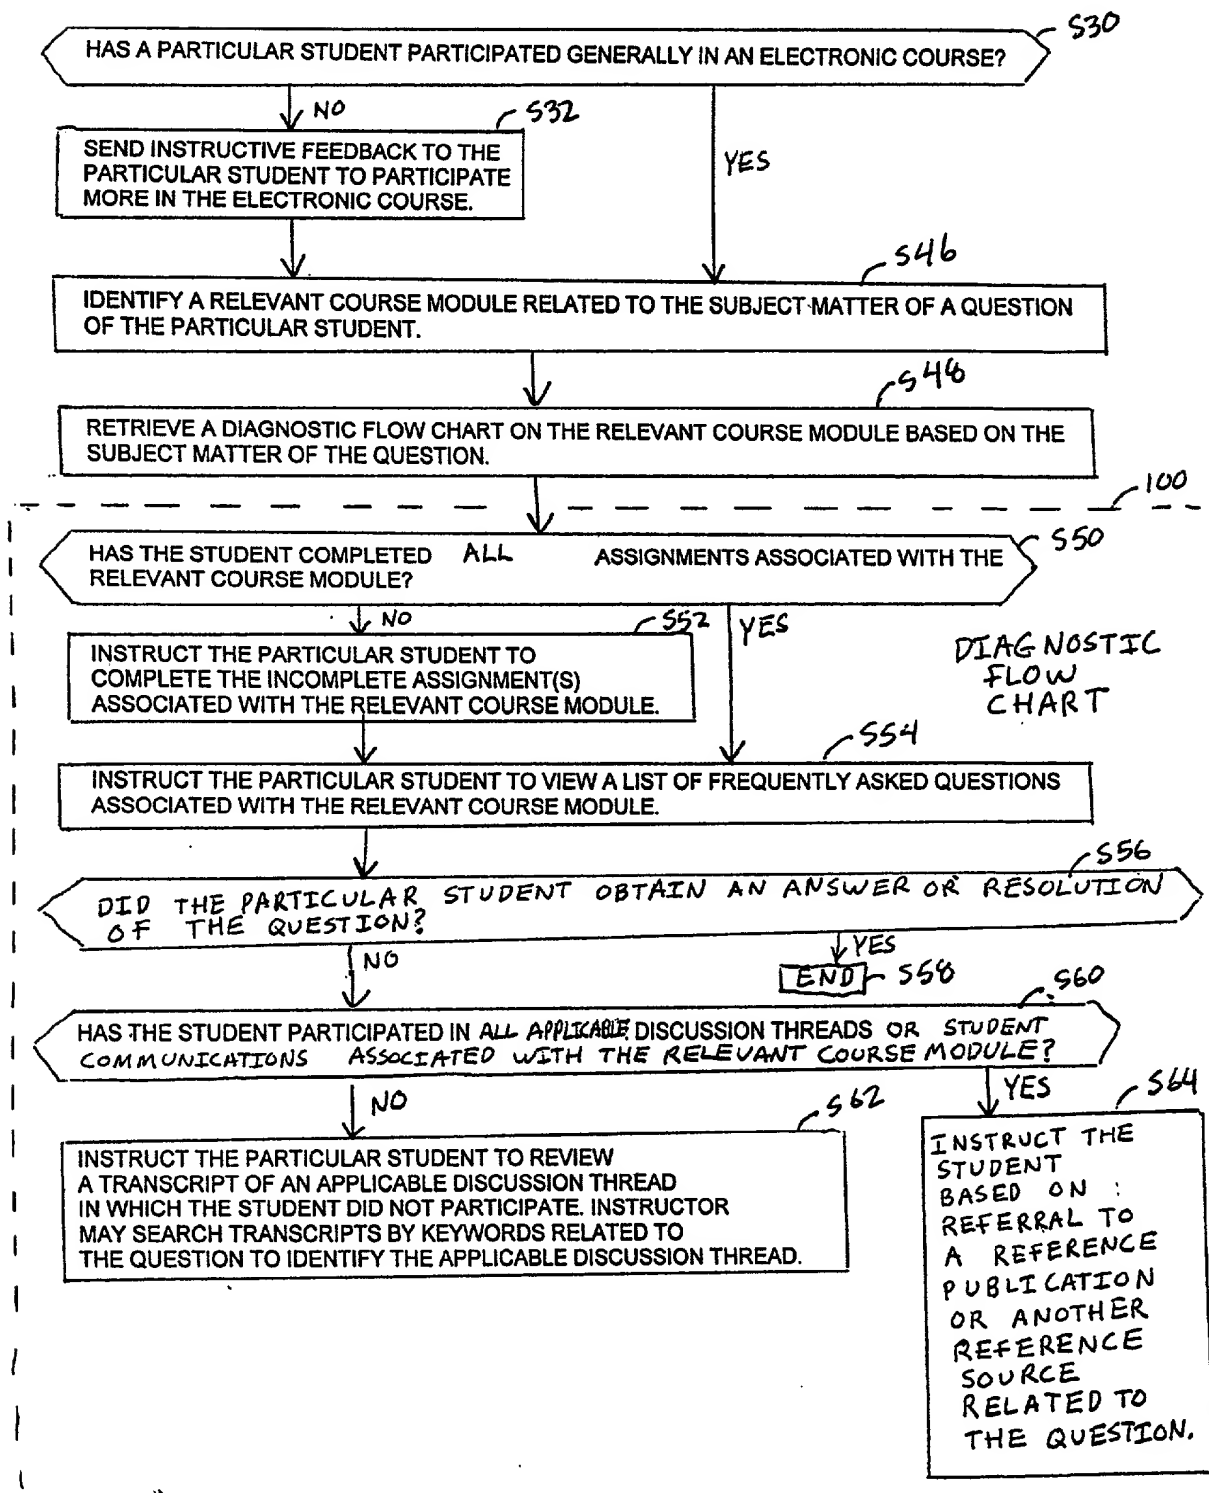 S30
HAS A PARTICULAR STUDENT PARTICIPATED GENERALLY IN AN ELECTRONIC COURSE?
NO
S32
YES
SEND INSTRUCTIVE FEEDBACK TO THE
PARTICULAR STUDENT TO PARTICIPATE
MORE IN THE ELECTRONIC COURSE.
S46
IDENTIFY A RELEVANT COURSE MODULE RELATED TO THE SUBJECT MATTER OF A QUESTION
OF THE PARTICULAR STUDENT.
S48
RETRIEVE A DIAGNOSTIC FLOW CHART ON THE RELEVANT COURSE MODULE BASED ON THE
SUBJECT MATTER OF THE QUESTION.
100
S50
HAS THE STUDENT COMPLETED ALL ASSIGNMENTS ASSOCIATED WITH THE
RELEVANT COURSE MODULE?
NO
S52
YES
INSTRUCT THE PARTICULAR STUDENT TO
COMPLETE THE INCOMPLETE ASSIGNMENT(S)
ASSOCIATED WITH THE RELEVANT COURSE MODULE.
DIAGNOSTIC
FLOW
CHART
S54
INSTRUCT THE PARTICULAR STUDENT TO VIEW A LIST OF FREQUENTLY ASKED QUESTIONS
ASSOCIATED WITH THE RELEVANT COURSE MODULE.
S56
DID THE PARTICULAR STUDENT OBTAIN AN ANSWER OR RESOLUTION
OF THE QUESTION?
NO
YES
END
S58
S60
HAS THE STUDENT PARTICIPATED IN ALL APPLICABLE DISCUSSION THREADS OR STUDENT
COMMUNICATIONS ASSOCIATED WITH THE RELEVANT COURSE MODULE?
NO
YES
S62
S64
INSTRUCT THE PARTICULAR STUDENT TO REVIEW
A TRANSCRIPT OF AN APPLICABLE DISCUSSION THREAD
IN WHICH THE STUDENT DID NOT PARTICIPATE. INSTRUCTOR
MAY SEARCH TRANSCRIPTS BY KEYWORDS RELATED TO
THE QUESTION TO IDENTIFY THE APPLICABLE DISCUSSION THREAD.
INSTRUCT THE
STUDENT
BASED ON :
REFERRAL TO
A REFERENCE
PUBLICATION
OR ANOTHER
REFERENCE
SOURCE
RELATED TO
THE QUESTION.